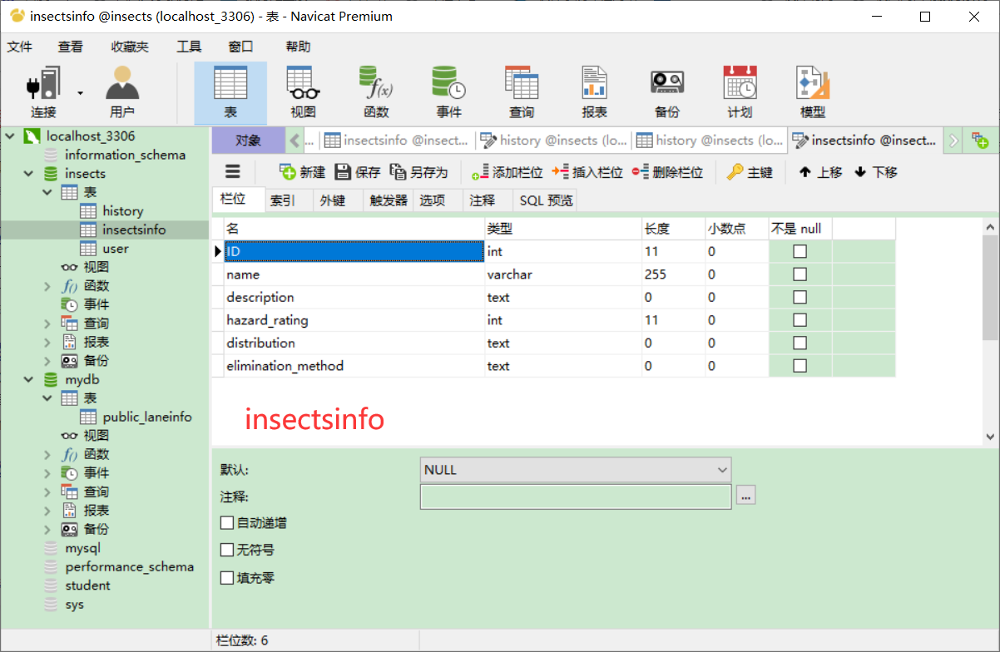 insectsinfo @insects (localhost_3306) - 表 - Navicat Premium
文件 查看 收藏夹 工具 窗口 帮助
连接 用户 表 视图 函数 事件 查询 报表 备份 计划 模型
localhost_3306
information_schema
insects
表
history
insectsinfo
user
视图
函数
事件
查询
报表
备份
mydb
表
public_laneinfo
视图
函数
事件
查询
报表
备份
mysql
performance_schema
student
sys
对象 ... insectsinfo @insect... history @insects (lo... history @insects (lo... insectsinfo @insect...
新建 保存 另存为 添加栏位 插入栏位 删除栏位 主键 上移 下移
栏位 索引 外键 触发器 选项 注释 SQL 预览
名 类型 长度 小数点 不是 null
ID int 11 0
name varchar 255 0
description text 0 0
hazard_rating int 11 0
distribution text 0 0
elimination_method text 0 0
insectsinfo
默认: NULL
注释: ...
自动递增
无符号
填充零
栏位数: 6